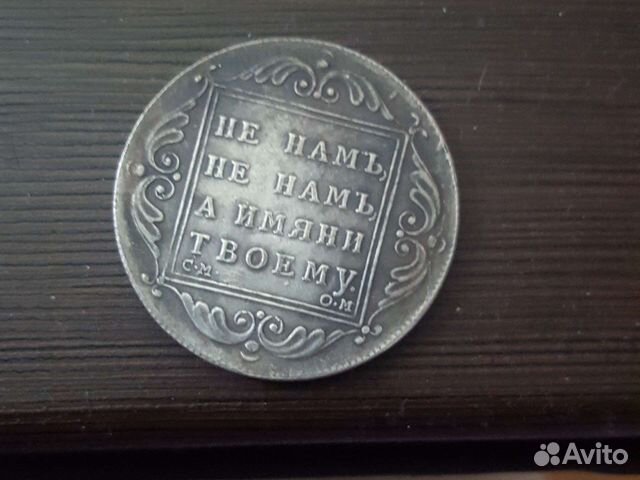 НЕ НАМЪ,
НЕ НАМЪ,
А ИМЯНИ
ТВОЕМУ.
С·М
О·М
Avito